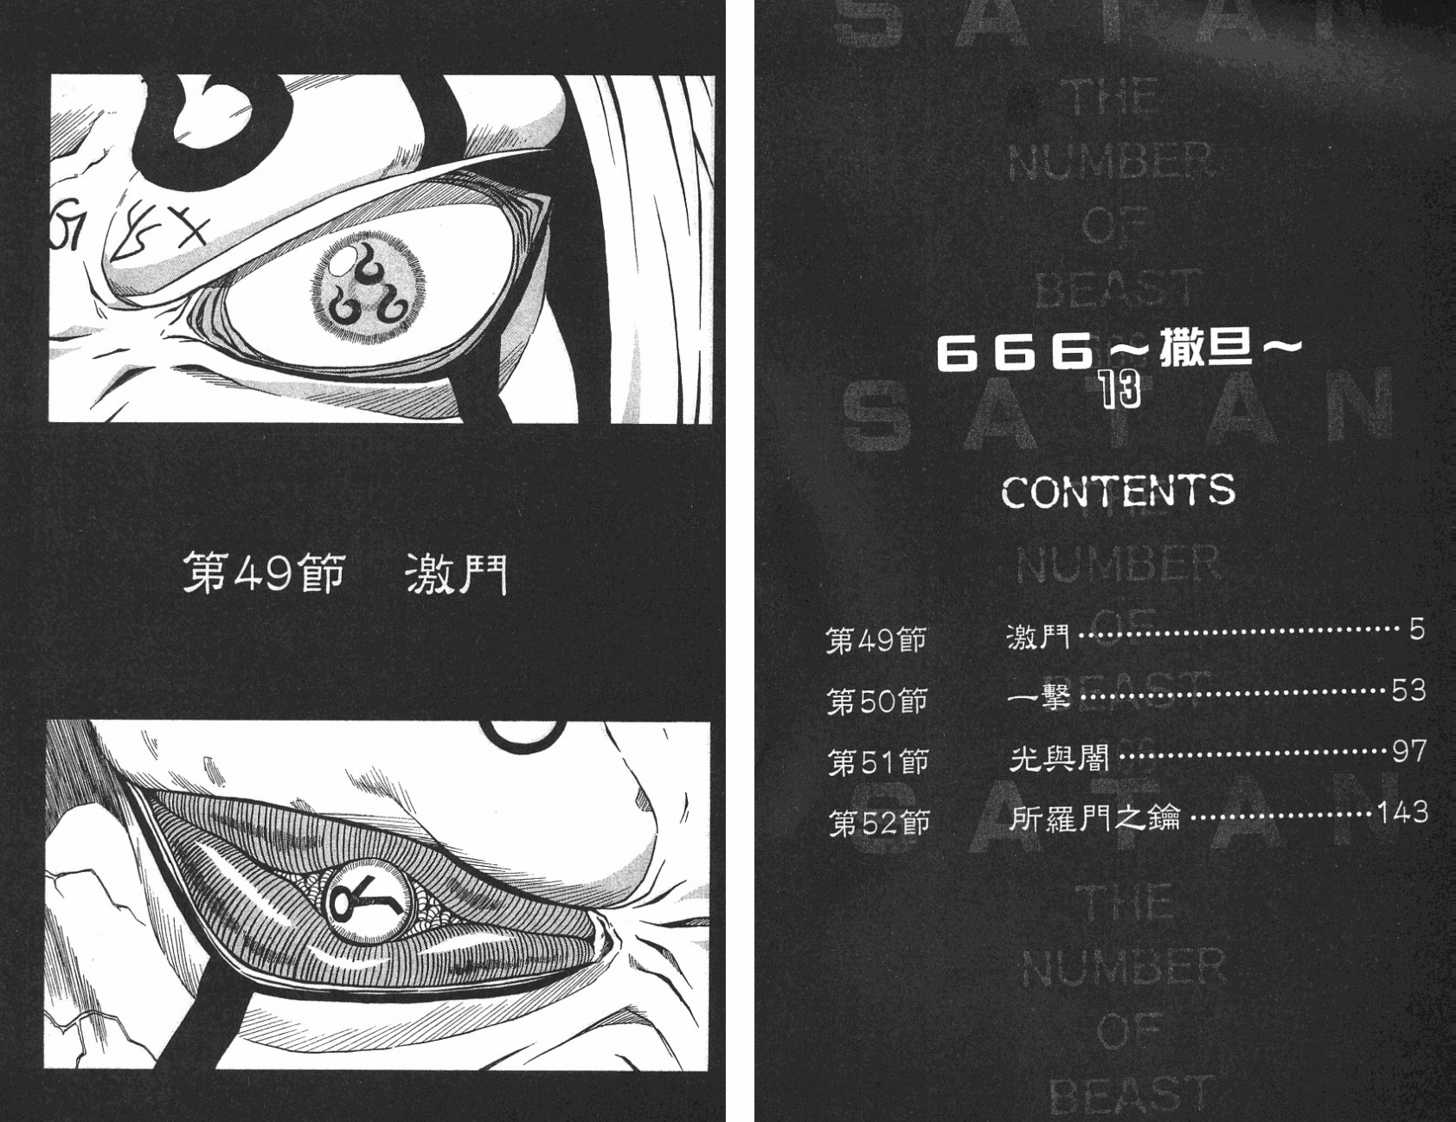 SATAN
THE
NUMBER
OF
BEAST
666～撒旦～
13
SATAN
CONTENTS
NUMBER
OF
第49節 激鬥 5
BEAST
第50節 一擊 53
第51節 光與闇 97
SATAN
第52節 所羅門之鑰 143
THE
NUMBER
OF
BEAST
第49節 激鬥